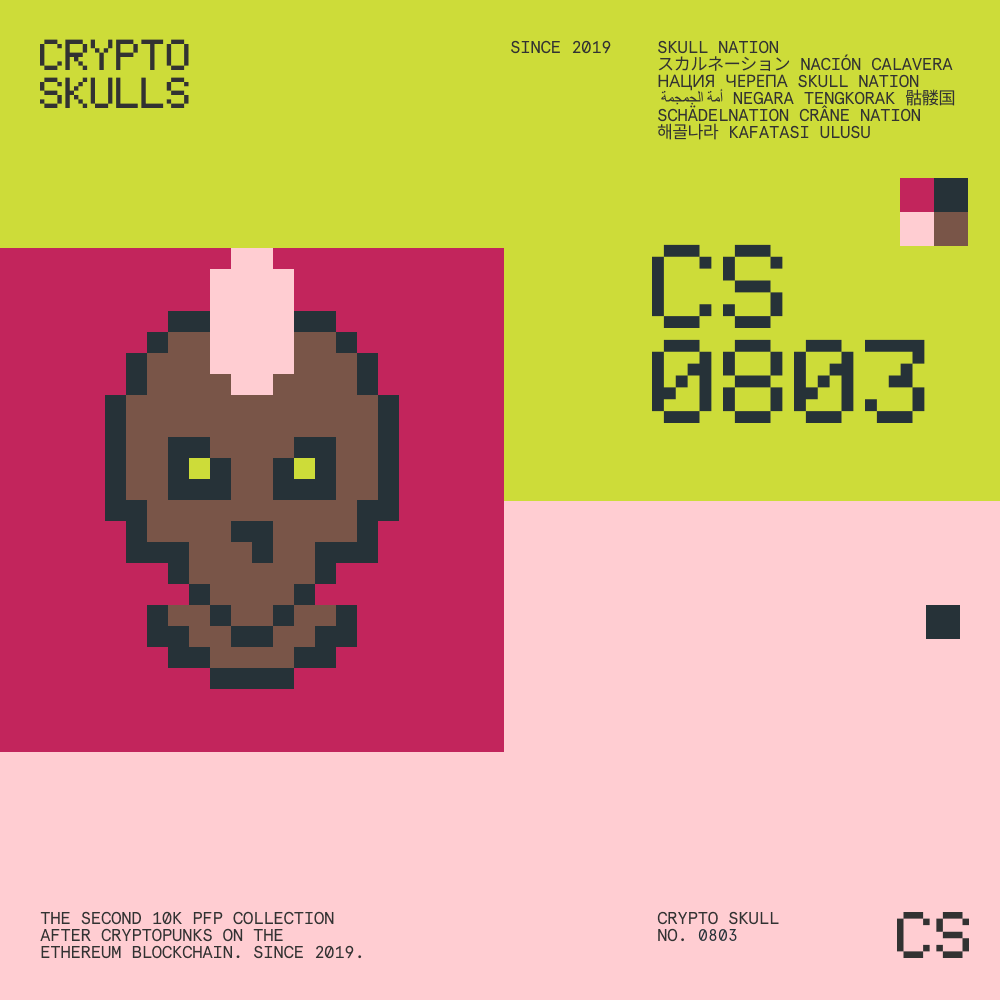 CRYPTO
SKULLS
SINCE 2019
SKULL NATION
スカルネーション NACIÓN CALAVERA
НАЦИЯ ЧЕРЕПА SKULL NATION
أمة الجمجمة NEGARA TENGKORAK 骷髅国
SCHÄDELNATION CRÂNE NATION
해골나라 KAFATASI ULUSU
CS
0803
THE SECOND 10K PFP COLLECTION
AFTER CRYPTOPUNKS ON THE
ETHEREUM BLOCKCHAIN. SINCE 2019.
CRYPTO SKULL
NO. 0803
CS